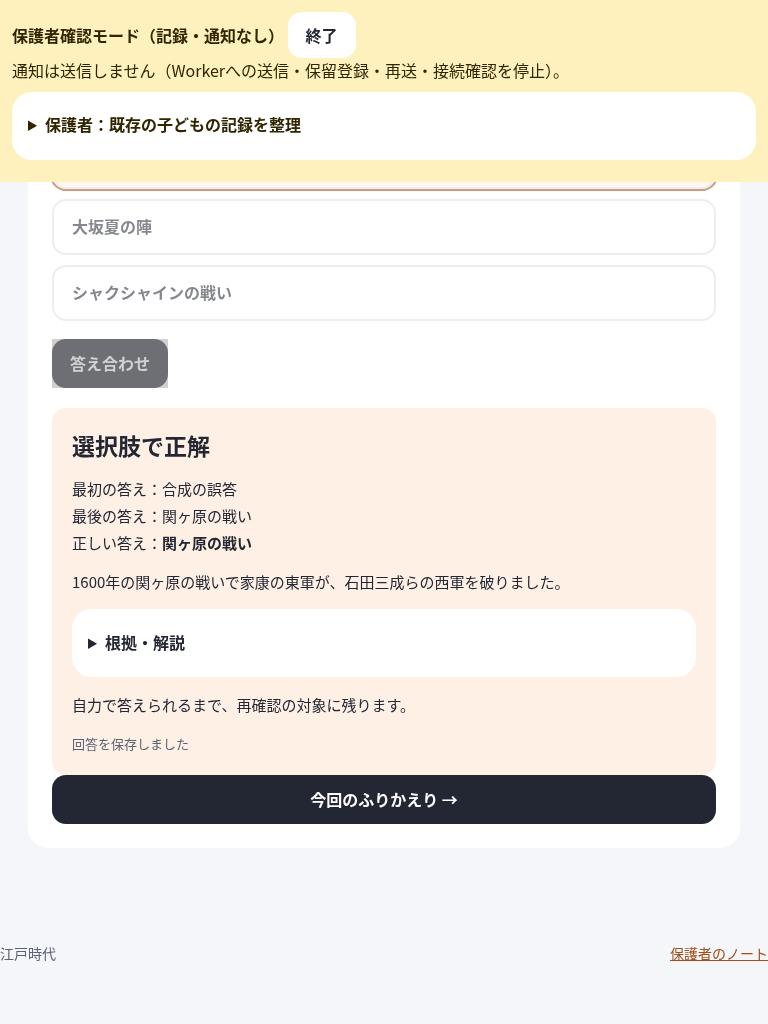 保護者確認モード（記録・通知なし） 終了
通知は送信しません（Workerへの送信・保留登録・再送・接続確認を停止）。
▶ 保護者：既存の子どもの記録を整理
大坂夏の陣
シャクシャインの戦い
答え合わせ
選択肢で正解
最初の答え：合成の誤答
最後の答え：関ヶ原の戦い
正しい答え：関ヶ原の戦い
1600年の関ヶ原の戦いで家康の東軍が、石田三成らの西軍を破りました。
▶ 根拠・解説
自力で答えられるまで、再確認の対象に残ります。
回答を保存しました
今回のふりかえり →
江戸時代
保護者のノート